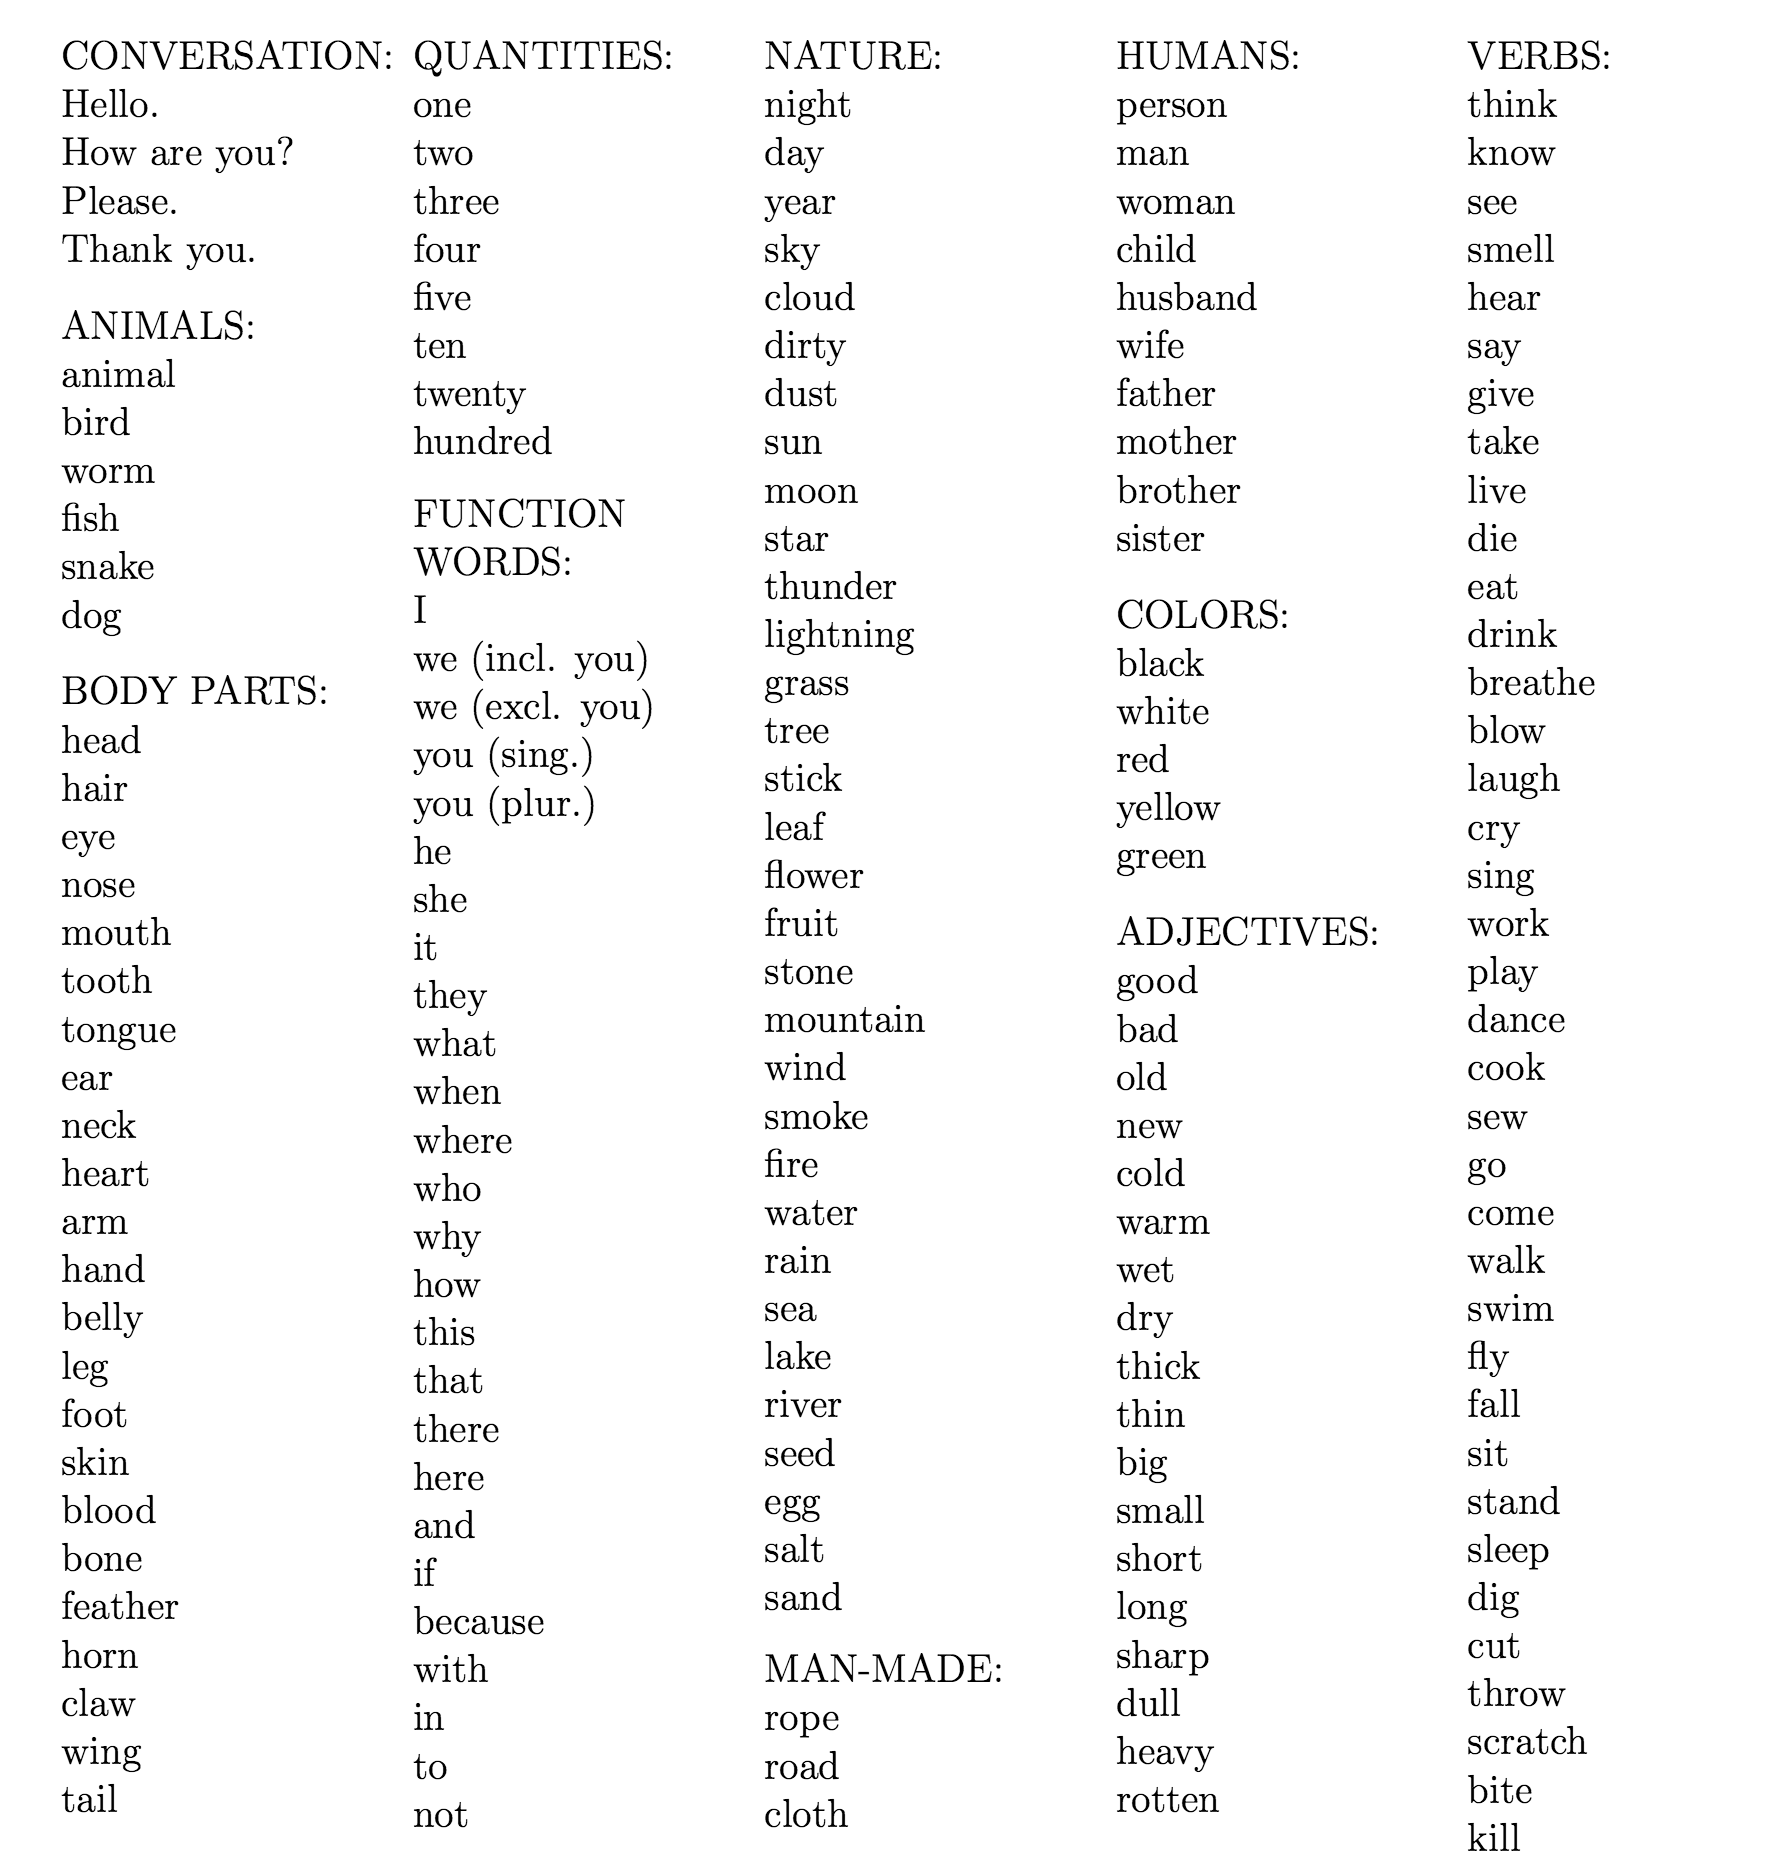 CONVERSATION:
Hello.
How are you?
Please.
Thank you.
ANIMALS:
animal
bird
worm
fish
snake
dog
BODY PARTS:
head
hair
eye
nose
mouth
tooth
tongue
ear
neck
heart
arm
hand
belly
leg
foot
skin
blood
bone
feather
horn
claw
wing
tail
QUANTITIES:
one
two
three
four
five
ten
twenty
hundred
FUNCTION
WORDS:
I
we (incl. you)
we (excl. you)
you (sing.)
you (plur.)
he
she
it
they
what
when
where
who
why
how
this
that
there
here
and
if
because
with
in
to
not
NATURE:
night
day
year
sky
cloud
dirty
dust
sun
moon
star
thunder
lightning
grass
tree
stick
leaf
flower
fruit
stone
mountain
wind
smoke
fire
water
rain
sea
lake
river
seed
egg
salt
sand
MAN-MADE:
rope
road
cloth
HUMANS:
person
man
woman
child
husband
wife
father
mother
brother
sister
COLORS:
black
white
red
yellow
green
ADJECTIVES:
good
bad
old
new
cold
warm
wet
dry
thick
thin
big
small
short
long
sharp
dull
heavy
rotten
VERBS:
think
know
see
smell
hear
say
give
take
live
die
eat
drink
breathe
blow
laugh
cry
sing
work
play
dance
cook
sew
go
come
walk
swim
fly
fall
sit
stand
sleep
dig
cut
throw
scratch
bite
kill